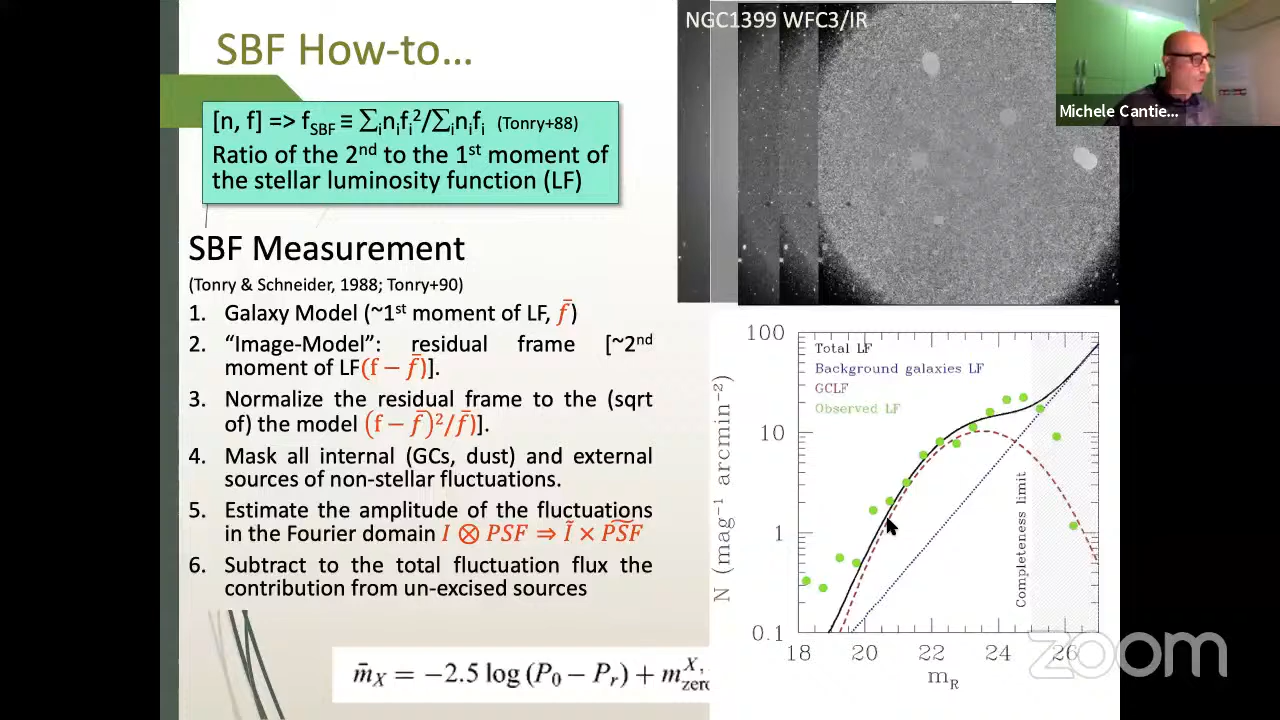 SBF How-to…
[n, f] => f_SBF ≡ ∑_i n_i f_i²/∑_i n_i f_i (Tonry+88)
Ratio of the 2nd to the 1st moment of
the stellar luminosity function (LF)
SBF Measurement
(Tonry & Schneider, 1988; Tonry+90)
1. Galaxy Model (~1st moment of LF, f̄)
2. “Image-Model”: residual frame [~2nd
moment of LF(f − f̄)].
3. Normalize the residual frame to the (sqrt
of) the model (f − f̄)²/f̄)].
4. Mask all internal (GCs, dust) and external
sources of non-stellar fluctuations.
5. Estimate the amplitude of the fluctuations
in the Fourier domain I ⊗ PSF ⇒ Ĩ × P͠SF
6. Subtract to the total fluctuation flux the
contribution from un-excised sources
m̄_X = −2.5 log (P₀ − P_r) + m_zero^X,
NGC1399 WFC3/IR
Michele Cantie...
100
10
1
0.1
N (mag⁻¹ arcmin⁻²)
Total LF
Background galaxies LF
GCLF
Observed LF
Completeness limit
18 20 22 24 26
m_R
zoom